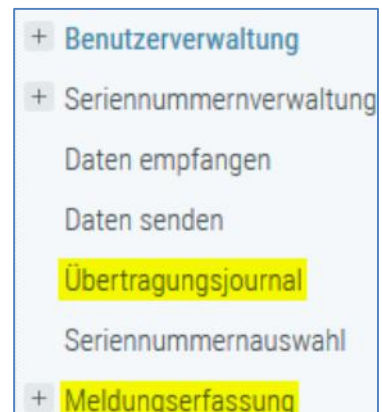 + Benutzerverwaltung
+ Seriennummernverwaltung
Daten empfangen
Daten senden
Übertragungsjournal
Seriennummernauswahl
+ Meldungserfassung